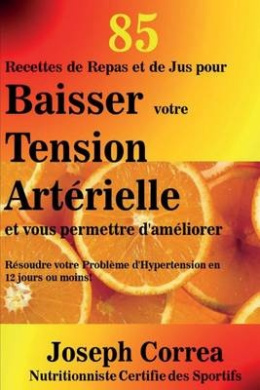 85
Recettes de Repas et de Jus pour
Baisser votre
Tension
Artérielle
et vous permettre d'améliorer
Résoudre votre Problème d'Hypertension en
12 jours ou moins!
Joseph Correa
Nutritionniste Certifie des Sportifs